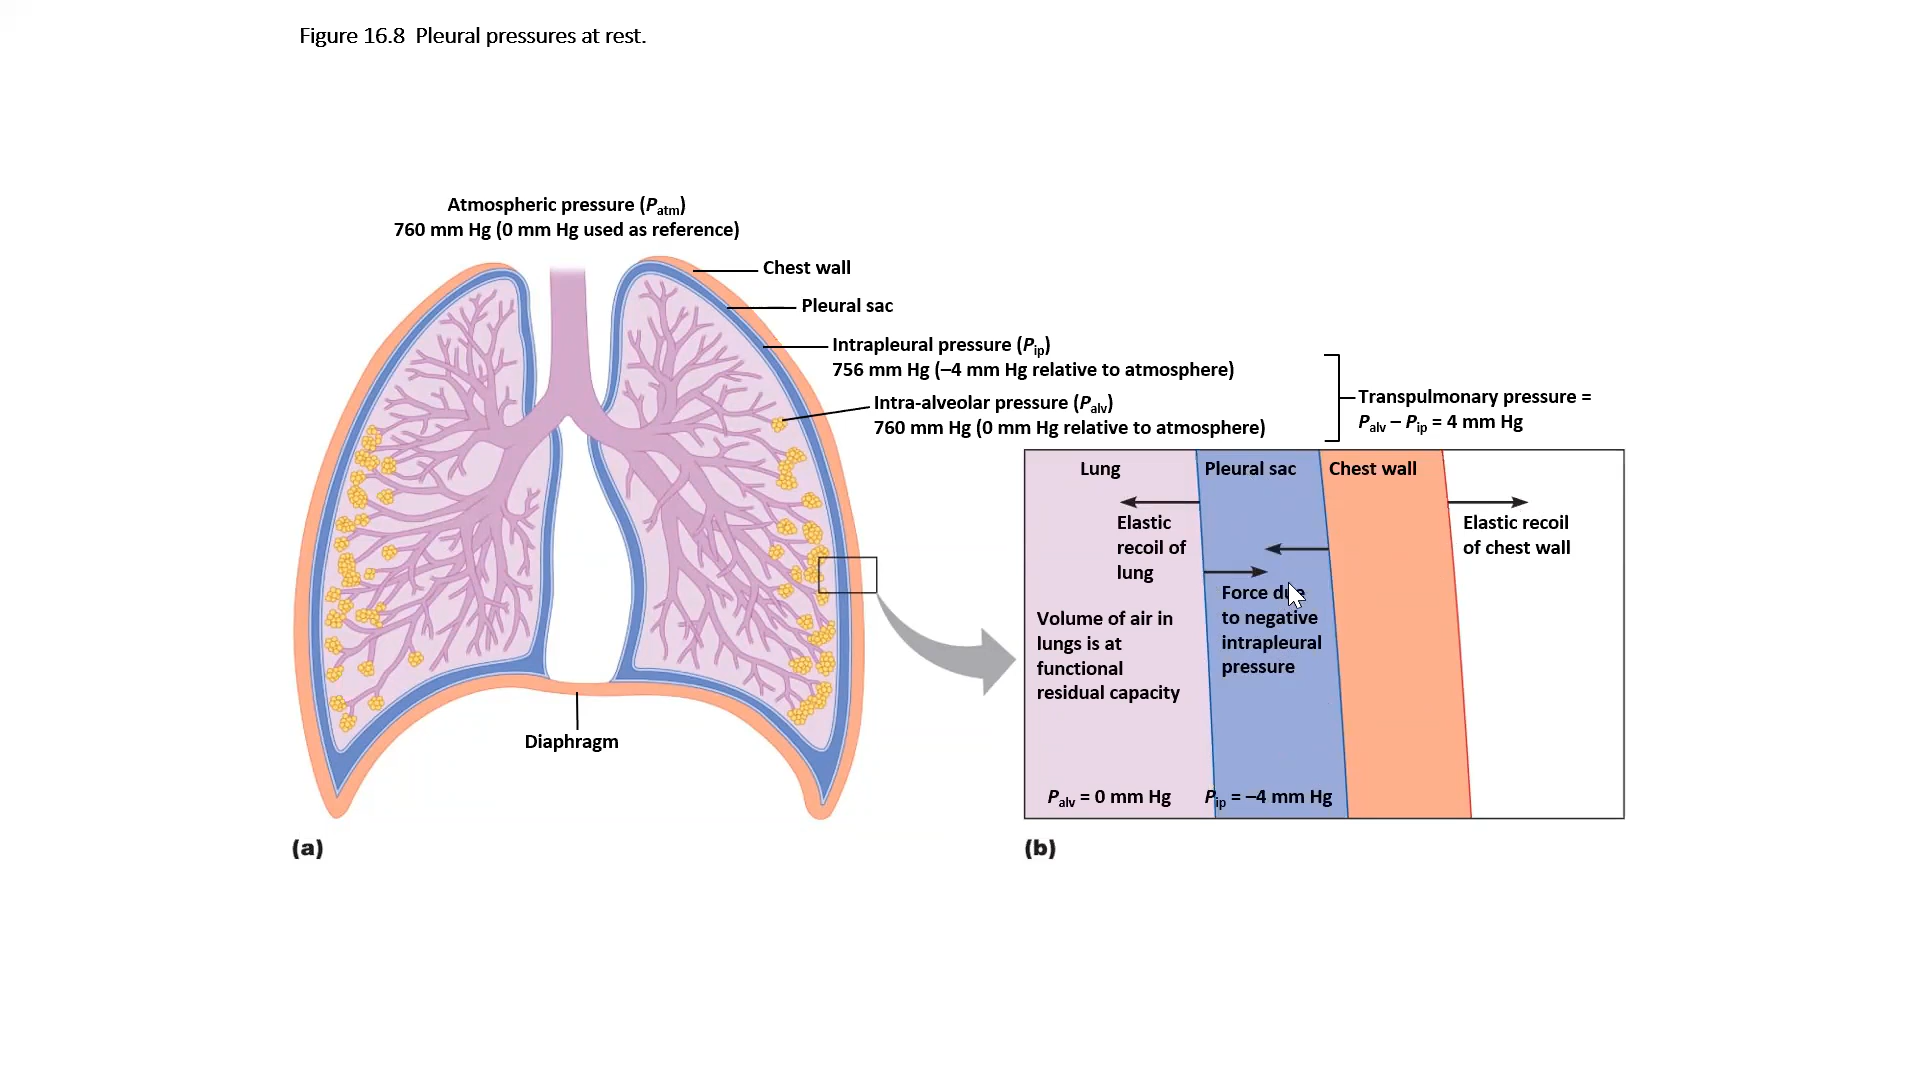 Figure 16.8  Pleural pressures at rest.
Atmospheric pressure (Patm)
760 mm Hg (0 mm Hg used as reference)
Chest wall
Pleural sac
Intrapleural pressure (Pip)
756 mm Hg (–4 mm Hg relative to atmosphere)
Intra-alveolar pressure (Palv)
760 mm Hg (0 mm Hg relative to atmosphere)
Transpulmonary pressure =
Palv – Pip = 4 mm Hg
Diaphragm
(a)
Lung
Pleural sac
Chest wall
Elastic
recoil of
lung
Elastic recoil
of chest wall
Force due
to negative
intrapleural
pressure
Volume of air in
lungs is at
functional
residual capacity
Palv = 0 mm Hg
Pip = –4 mm Hg
(b)